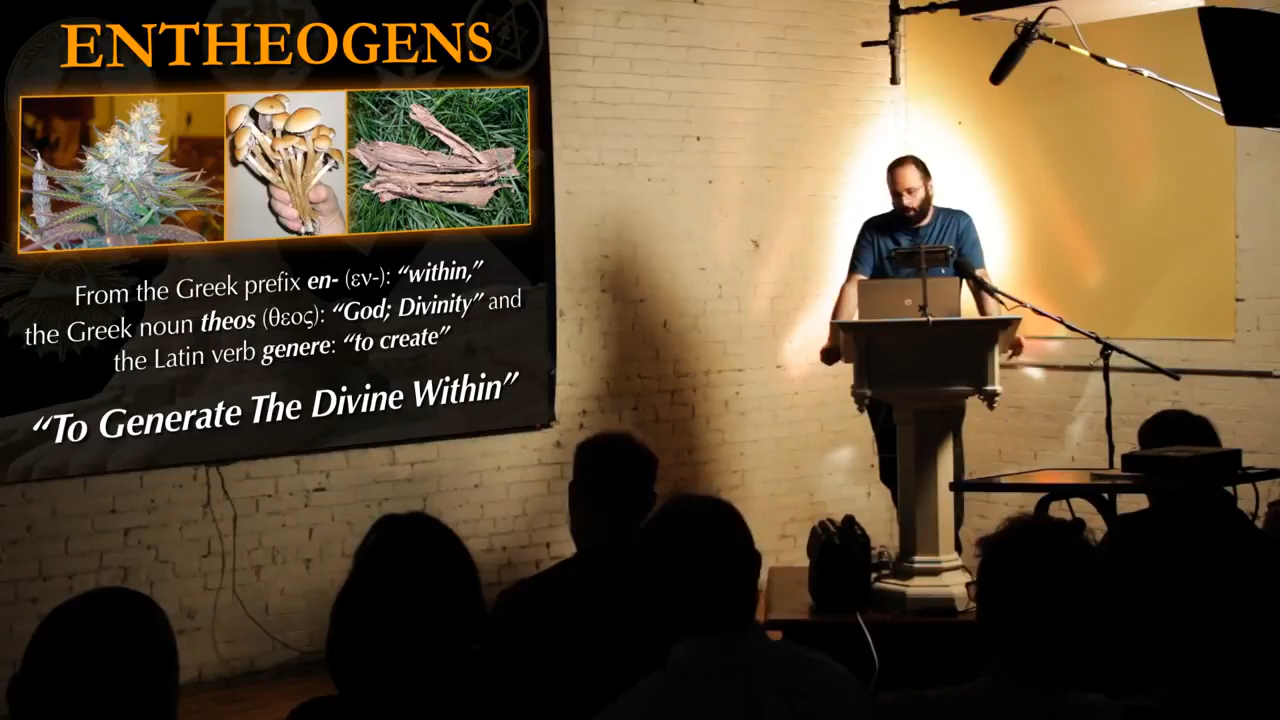 ENTHEOGENS
From the Greek prefix en- (εν-): “within,”
the Greek noun theos (θεος): “God; Divinity” and
the Latin verb genere: “to create”
“To Generate The Divine Within”